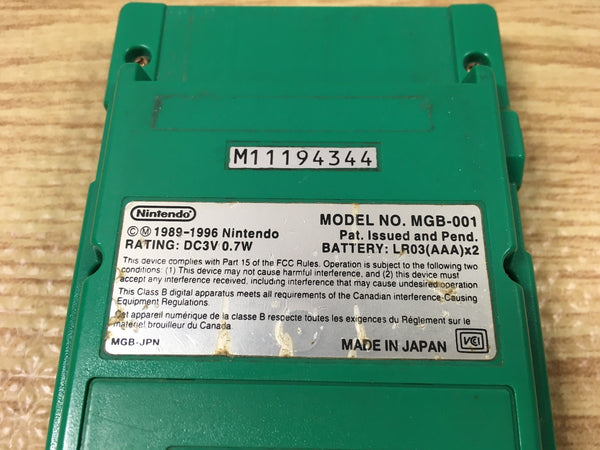 M11194344
Nintendo
©Ⓜ 1989-1996 Nintendo
RATING: DC3V 0.7W
MODEL NO. MGB-001
Pat. Issued and Pend.
BATTERY: LR03(AAA)x2
This device complies with Part 15 of the FCC Rules. Operation is subject to the following two
conditions: (1) This device may not cause harmful interference, and (2) this device must
accept any interference received, including interference that may cause undesired operation
This Class B digital apparatus meets all requirements of the Canadian interference-Causing
Equipment Regulations.
Cet appareil numérique de la classe B respecte toutes les exigences du Réglement sur le
matériel brouilleur du Canada.
MGB-JPN
MADE IN JAPAN
VCI